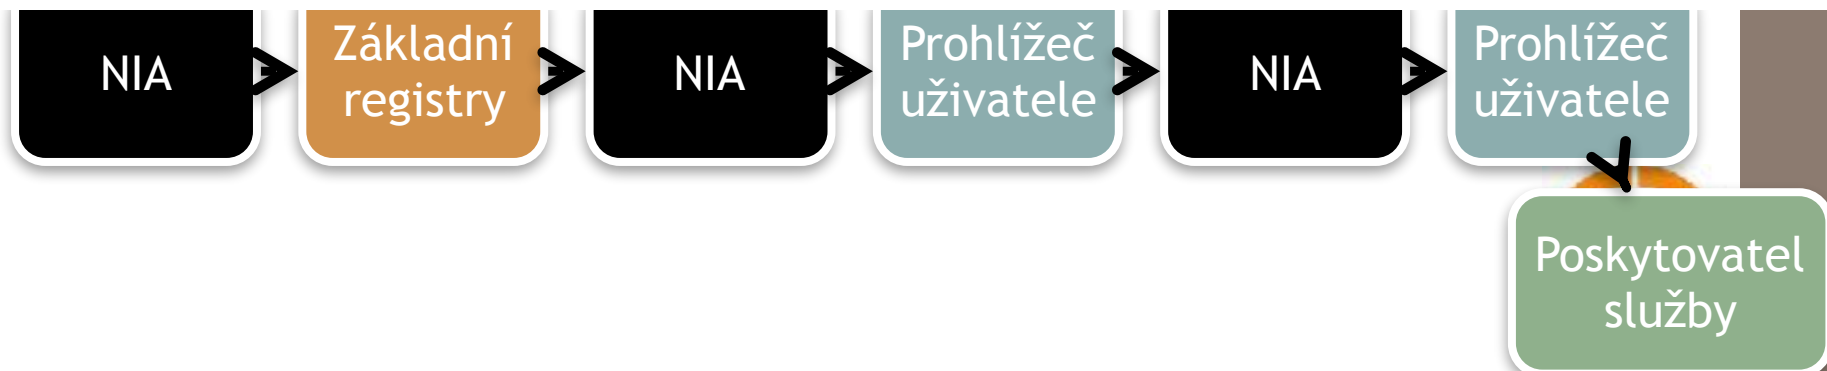 NIA
Základní
registry
NIA
Prohlížeč
uživatele
NIA
Prohlížeč
uživatele
Poskytovatel
služby